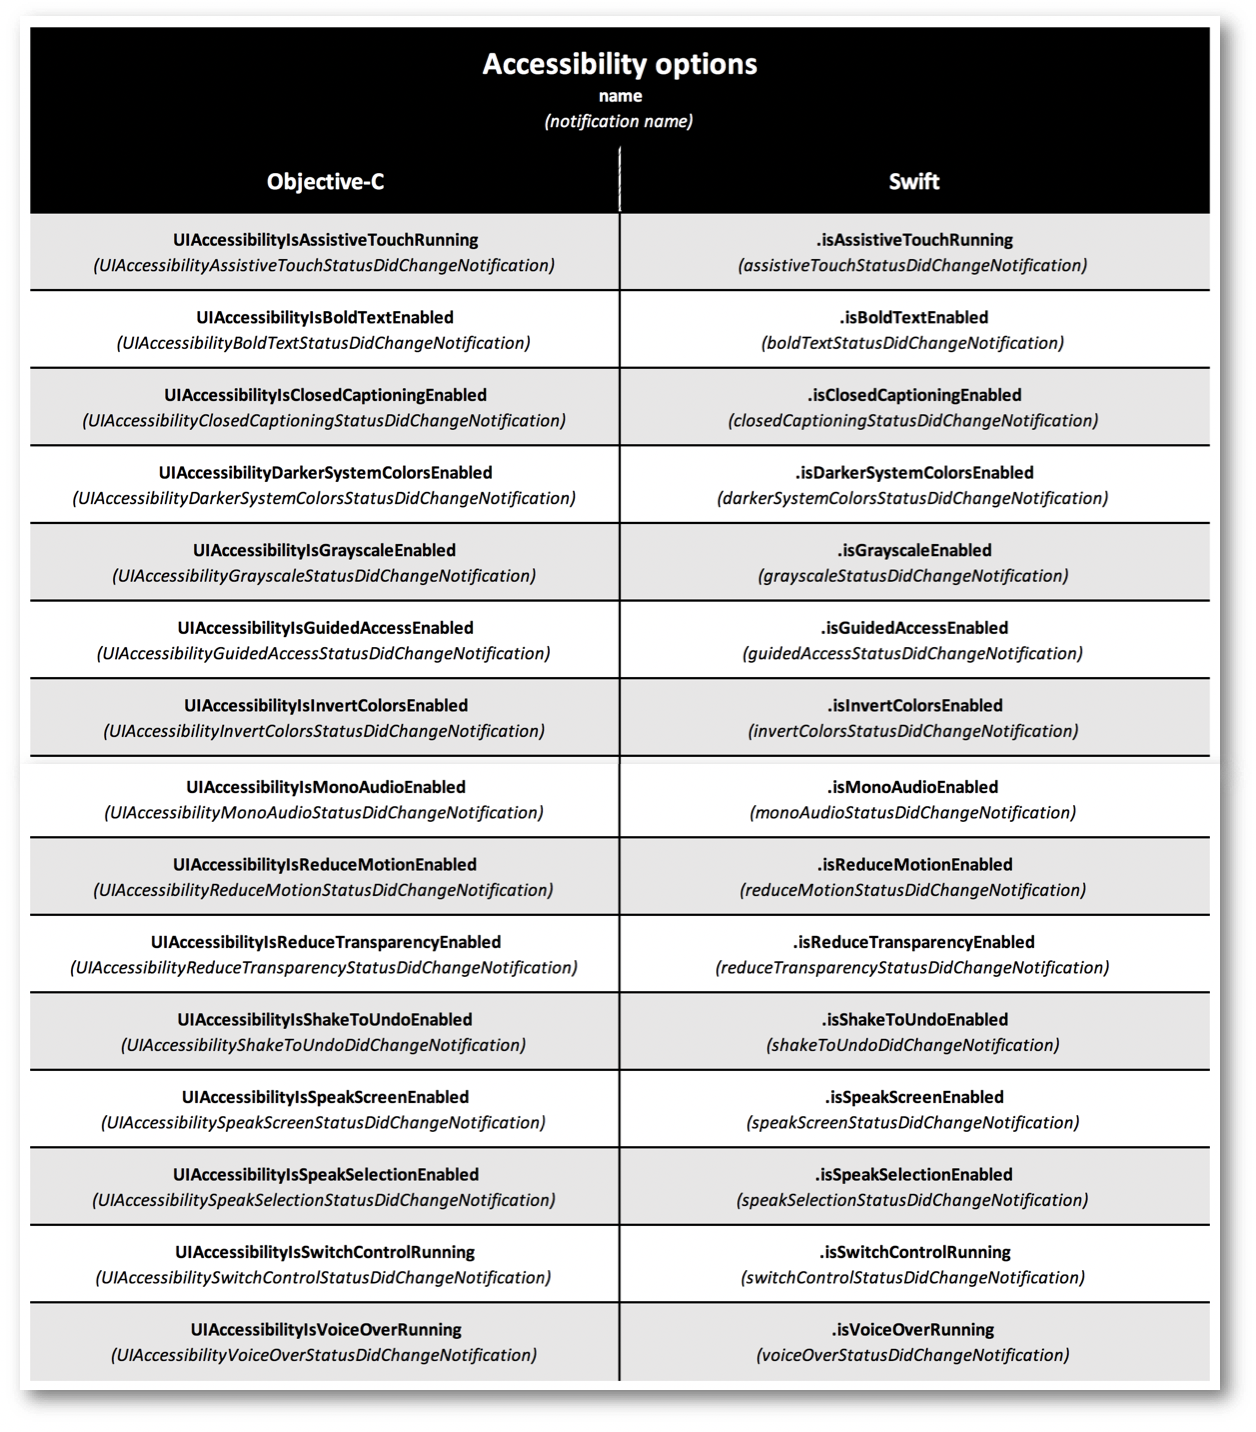 Accessibility options
name
(notification name)
Objective-C
Swift
UIAccessibilityIsAssistiveTouchRunning
(UIAccessibilityAssistiveTouchStatusDidChangeNotification)
.isAssistiveTouchRunning
(assistiveTouchStatusDidChangeNotification)
UIAccessibilityIsBoldTextEnabled
(UIAccessibilityBoldTextStatusDidChangeNotification)
.isBoldTextEnabled
(boldTextStatusDidChangeNotification)
UIAccessibilityIsClosedCaptioningEnabled
(UIAccessibilityClosedCaptioningStatusDidChangeNotification)
.isClosedCaptioningEnabled
(closedCaptioningStatusDidChangeNotification)
UIAccessibilityDarkerSystemColorsEnabled
(UIAccessibilityDarkerSystemColorsStatusDidChangeNotification)
.isDarkerSystemColorsEnabled
(darkerSystemColorsStatusDidChangeNotification)
UIAccessibilityIsGrayscaleEnabled
(UIAccessibilityGrayscaleStatusDidChangeNotification)
.isGrayscaleEnabled
(grayscaleStatusDidChangeNotification)
UIAccessibilityIsGuidedAccessEnabled
(UIAccessibilityGuidedAccessStatusDidChangeNotification)
.isGuidedAccessEnabled
(guidedAccessStatusDidChangeNotification)
UIAccessibilityIsInvertColorsEnabled
(UIAccessibilityInvertColorsStatusDidChangeNotification)
.isInvertColorsEnabled
(invertColorsStatusDidChangeNotification)
UIAccessibilityIsMonoAudioEnabled
(UIAccessibilityMonoAudioStatusDidChangeNotification)
.isMonoAudioEnabled
(monoAudioStatusDidChangeNotification)
UIAccessibilityIsReduceMotionEnabled
(UIAccessibilityReduceMotionStatusDidChangeNotification)
.isReduceMotionEnabled
(reduceMotionStatusDidChangeNotification)
UIAccessibilityIsReduceTransparencyEnabled
(UIAccessibilityReduceTransparencyStatusDidChangeNotification)
.isReduceTransparencyEnabled
(reduceTransparencyStatusDidChangeNotification)
UIAccessibilityIsShakeToUndoEnabled
(UIAccessibilityShakeToUndoDidChangeNotification)
.isShakeToUndoEnabled
(shakeToUndoDidChangeNotification)
UIAccessibilityIsSpeakScreenEnabled
(UIAccessibilitySpeakScreenStatusDidChangeNotification)
.isSpeakScreenEnabled
(speakScreenStatusDidChangeNotification)
UIAccessibilityIsSpeakSelectionEnabled
(UIAccessibilitySpeakSelectionStatusDidChangeNotification)
.isSpeakSelectionEnabled
(speakSelectionStatusDidChangeNotification)
UIAccessibilityIsSwitchControlRunning
(UIAccessibilitySwitchControlStatusDidChangeNotification)
.isSwitchControlRunning
(switchControlStatusDidChangeNotification)
UIAccessibilityIsVoiceOverRunning
(UIAccessibilityVoiceOverStatusDidChangeNotification)
.isVoiceOverRunning
(voiceOverStatusDidChangeNotification)